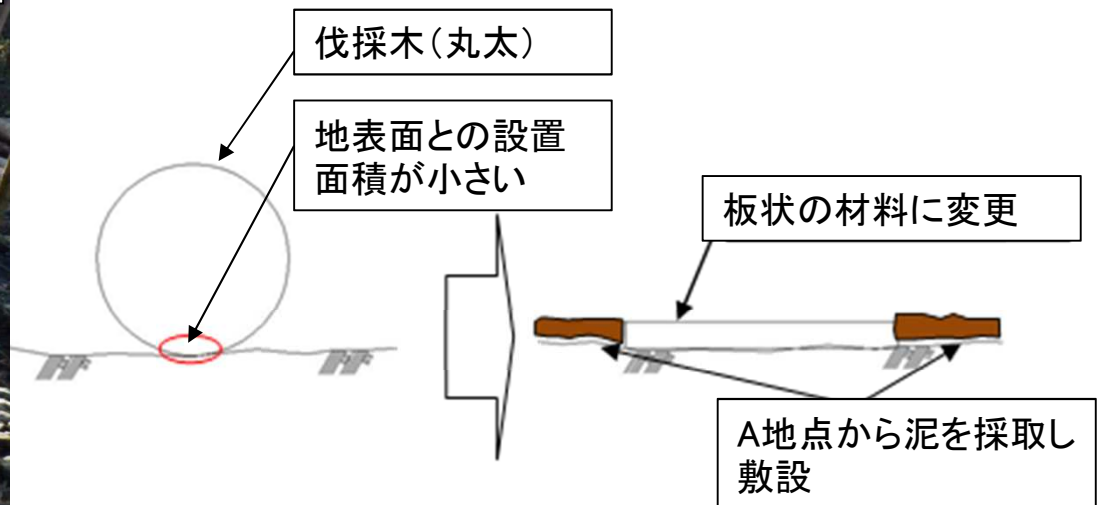 伐採木（丸太）
地表面との設置
面積が小さい
板状の材料に変更
A地点から泥を採取し
敷設